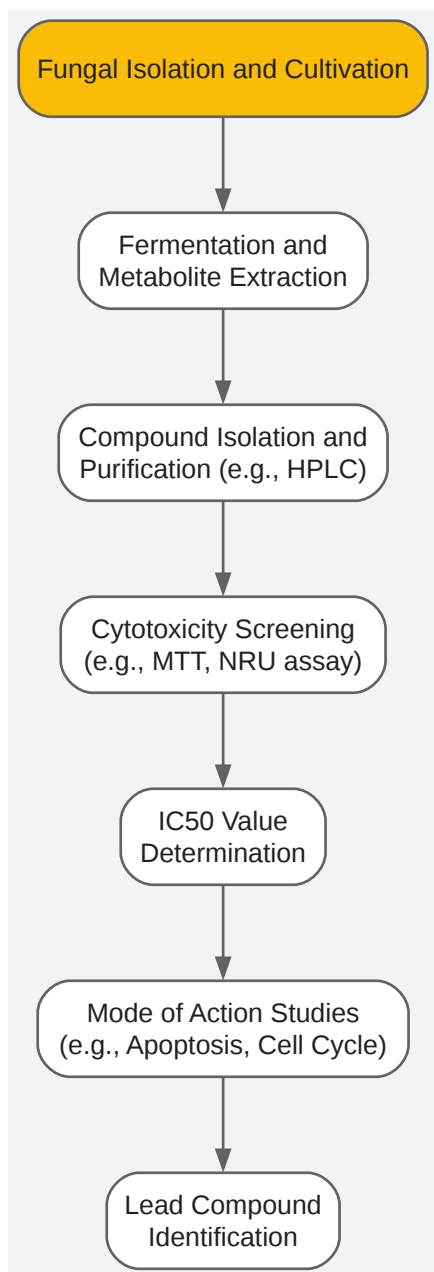 Fungal Isolation and Cultivation
Fermentation and
Metabolite Extraction
Compound Isolation and
Purification (e.g., HPLC)
Cytotoxicity Screening
(e.g., MTT, NRU assay)
IC50 Value
Determination
Mode of Action Studies
(e.g., Apoptosis, Cell Cycle)
Lead Compound
Identification